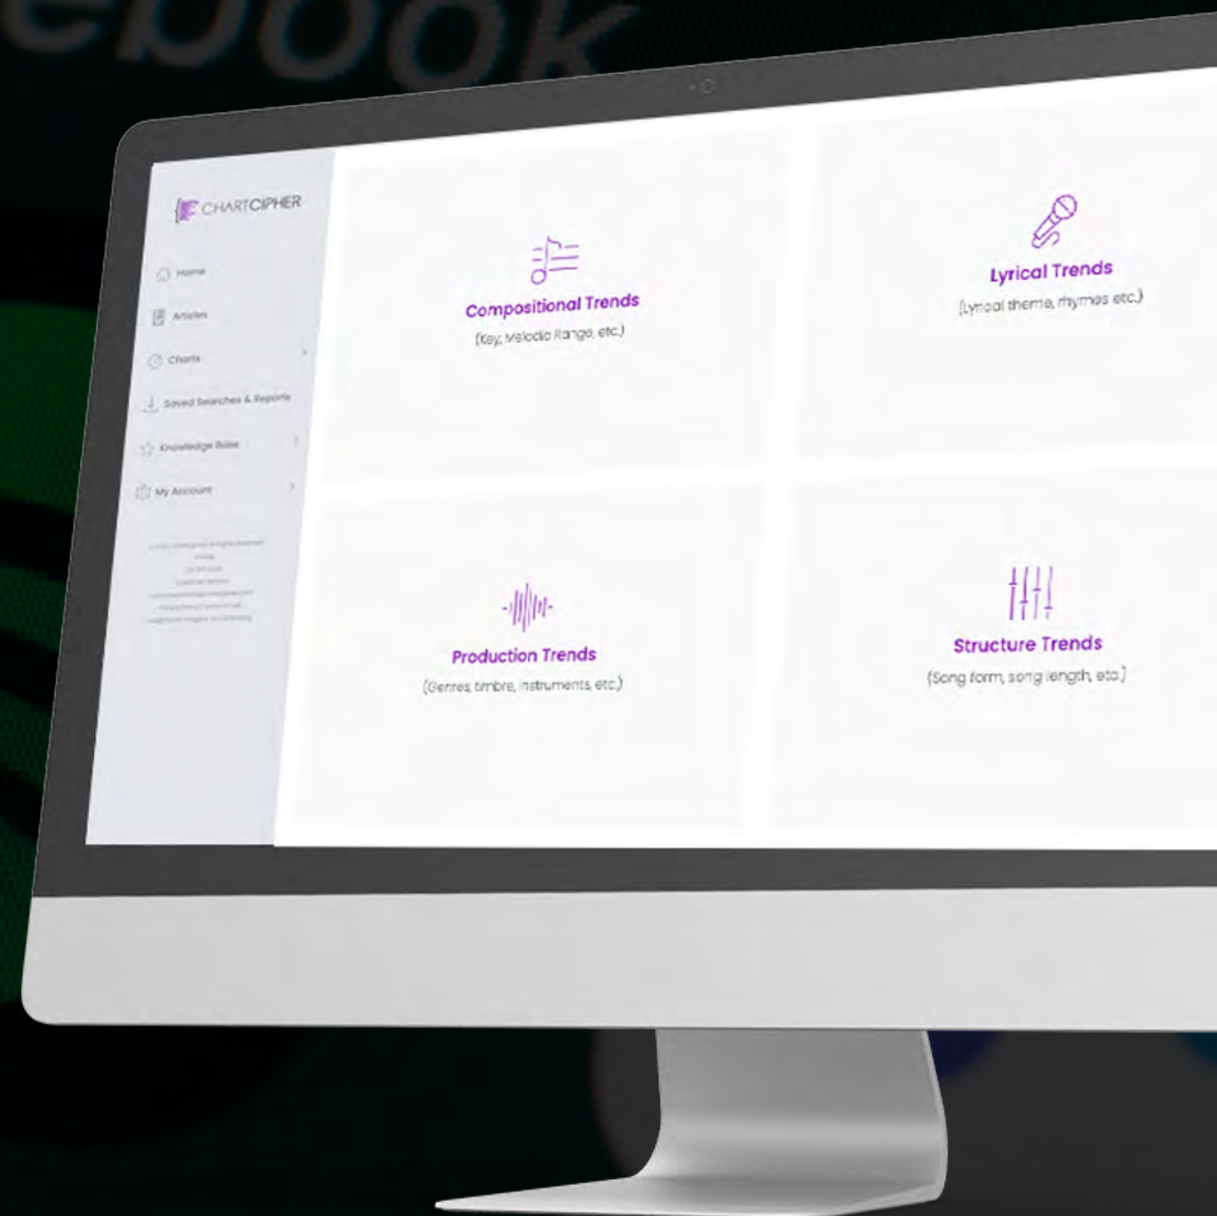 ebook
CHARTCIPHER
Home
Articles
Charts
Saved Searches & Reports
Knowledge Base
My Account
Compositional Trends
(Key, Melodic Range, etc.)
Lyrical Trends
(Lyrical theme, rhymes etc.)
Production Trends
(Genres, timbre, instruments, etc.)
Structure Trends
(Song form, song length, etc.)